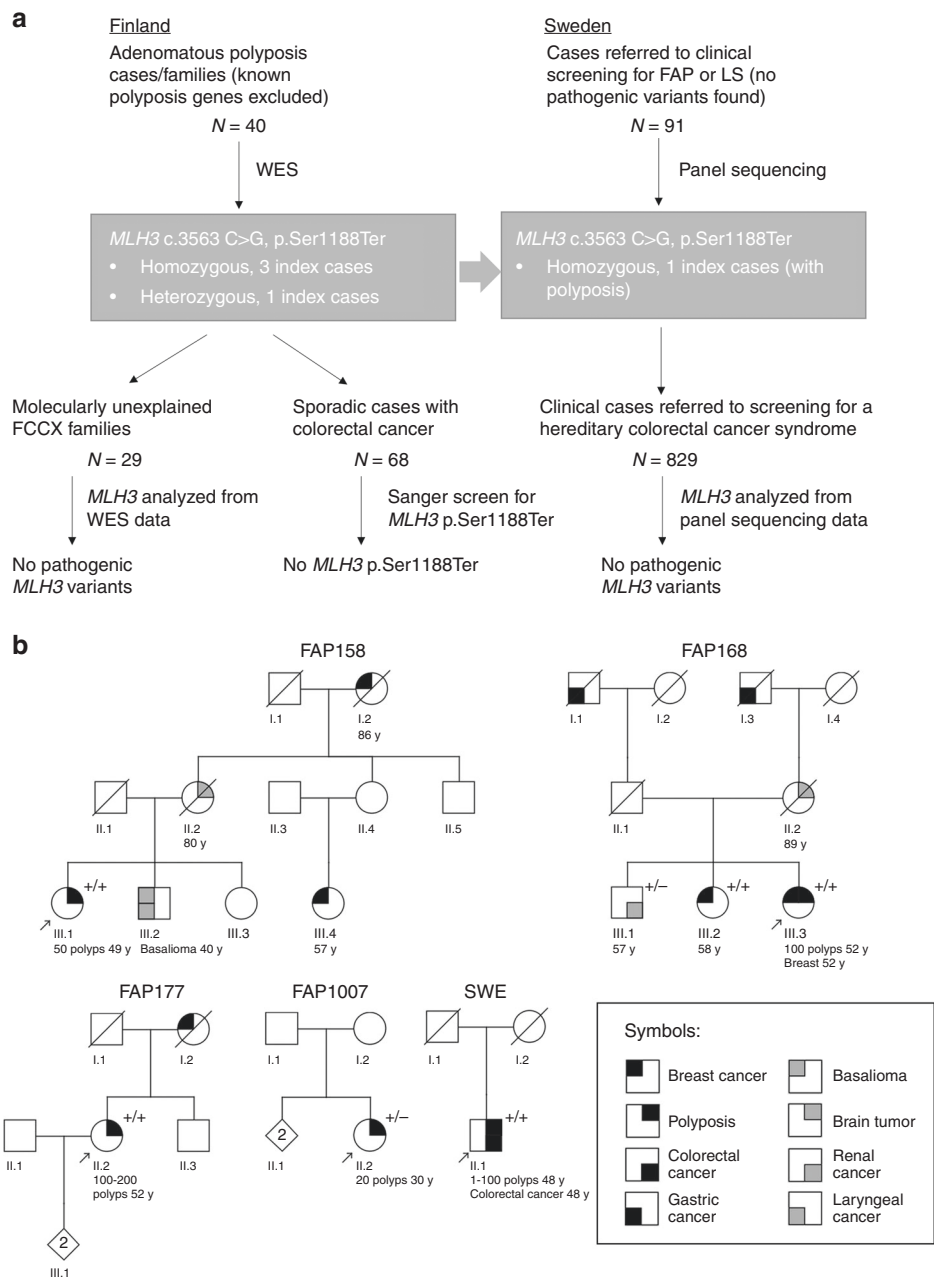 a
Finland
Adenomatous polyposis
cases/families (known
polyposis genes excluded)
N = 40
WES
MLH3 c.3563 C>G, p.Ser1188Ter
• Homozygous, 3 index cases
• Heterozygous, 1 index cases
Sweden
Cases referred to clinical
screening for FAP or LS (no
pathogenic variants found)
N = 91
Panel sequencing
MLH3 c.3563 C>G, p.Ser1188Ter
• Homozygous, 1 index cases (with
polyposis)
Molecularly unexplained
FCCX families
N = 29
MLH3 analyzed from
WES data
No pathogenic
MLH3 variants
Sporadic cases with
colorectal cancer
N = 68
Sanger screen for
MLH3 p.Ser1188Ter
No MLH3 p.Ser1188Ter
Clinical cases referred to screening for a
hereditary colorectal cancer syndrome
N = 829
MLH3 analyzed from
panel sequencing data
No pathogenic
MLH3 variants
b
FAP158
I.1 I.2
86 y
II.1 II.2 II.3 II.4 II.5
80 y
+/+
III.1 III.2 III.3 III.4
50 polyps 49 y Basalioma 40 y 57 y
FAP168
I.1 I.2 I.3 I.4
II.1 II.2
89 y
+/− +/+ +/+
III.1 III.2 III.3
57 y 58 y 100 polyps 52 y
Breast 52 y
FAP177
I.1 I.2
+/+
II.1 II.2 II.3
100-200
polyps 52 y
2
III.1
FAP1007
I.1 I.2
2 +/−
II.1 II.2
20 polyps 30 y
SWE
I.1 I.2
+/+
II.1
1-100 polyps 48 y
Colorectal cancer 48 y
Symbols:
Breast cancer
Basalioma
Polyposis
Brain tumor
Colorectal
cancer
Renal
cancer
Gastric
cancer
Laryngeal
cancer